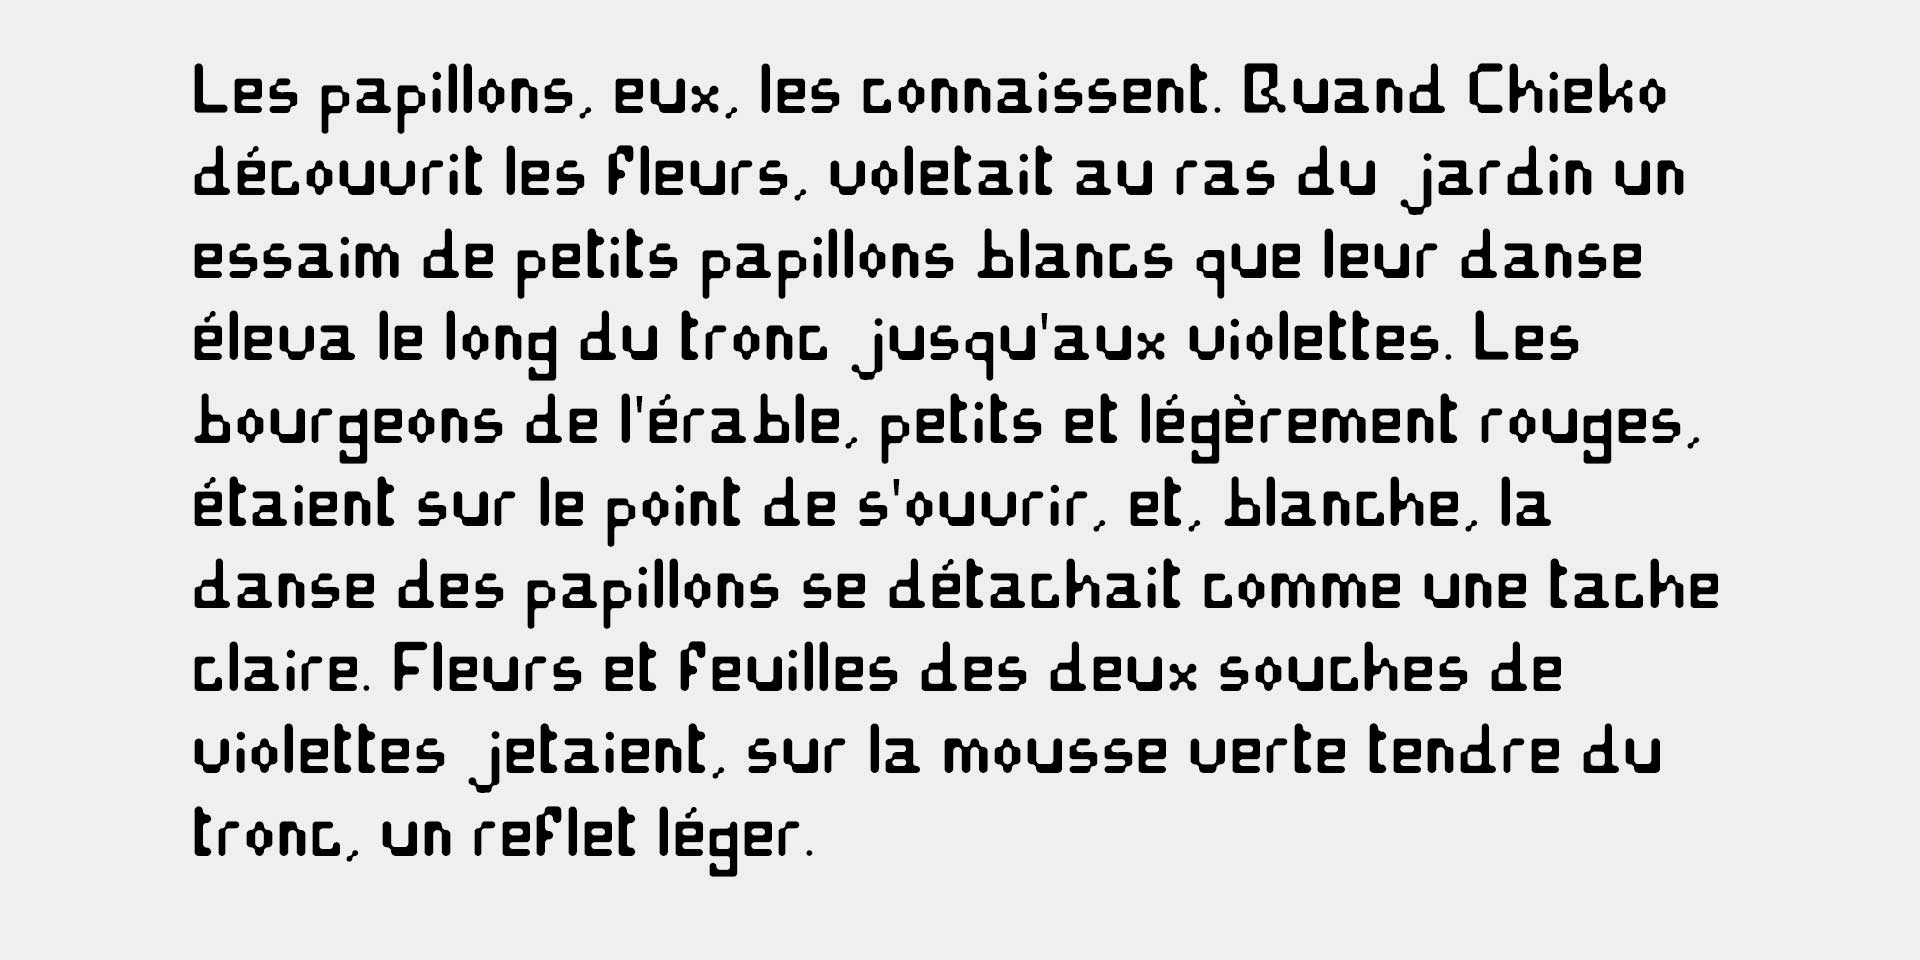 Les papillons, eux, les connaissent. Quand Chieko
découvrit les fleurs, voletait au ras du jardin un
essaim de petits papillons blancs que leur danse
éleva le long du tronc jusqu'aux violettes. Les
bourgeons de l'érable, petits et légèrement rouges,
étaient sur le point de s'ouvrir, et, blanche, la
danse des papillons se détachait comme une tache
claire. Fleurs et feuilles des deux souches de
violettes jetaient, sur la mousse verte tendre du
tronc, un reflet léger.